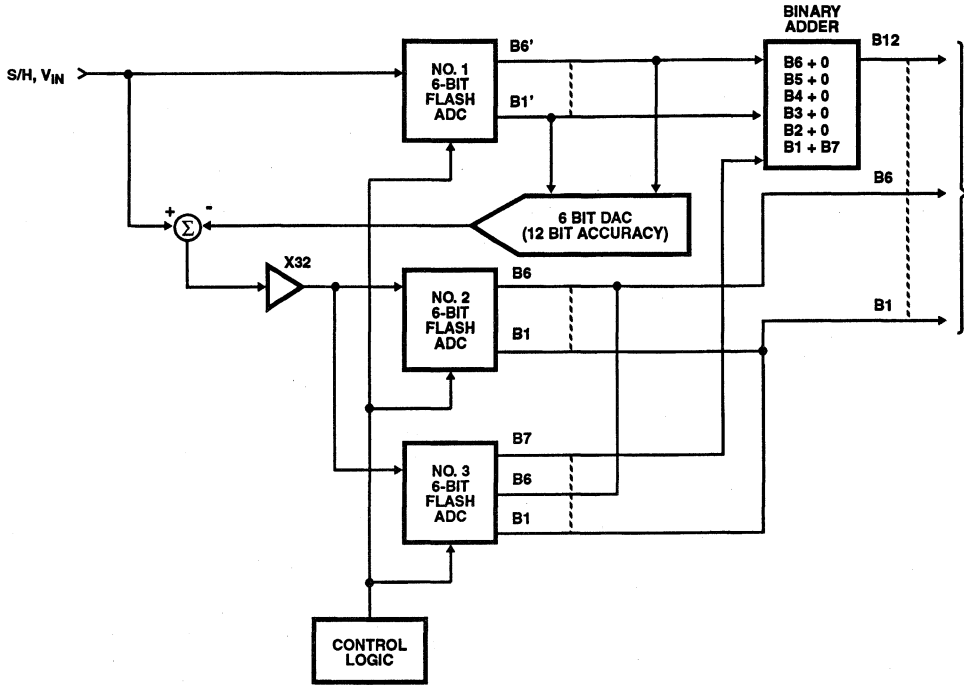 BINARY
ADDER
B12
B6'
S/H, VIN
NO. 1
6-BIT
FLASH
ADC
B1'
B6 + 0
B5 + 0
B4 + 0
B3 + 0
B2 + 0
B1 + B7
B6
+
-
Σ
6 BIT DAC
(12 BIT ACCURACY)
X32
B6
NO. 2
6-BIT
FLASH
ADC
B1
B1
B7
NO. 3
6-BIT
FLASH
ADC
B6
B1
CONTROL
LOGIC